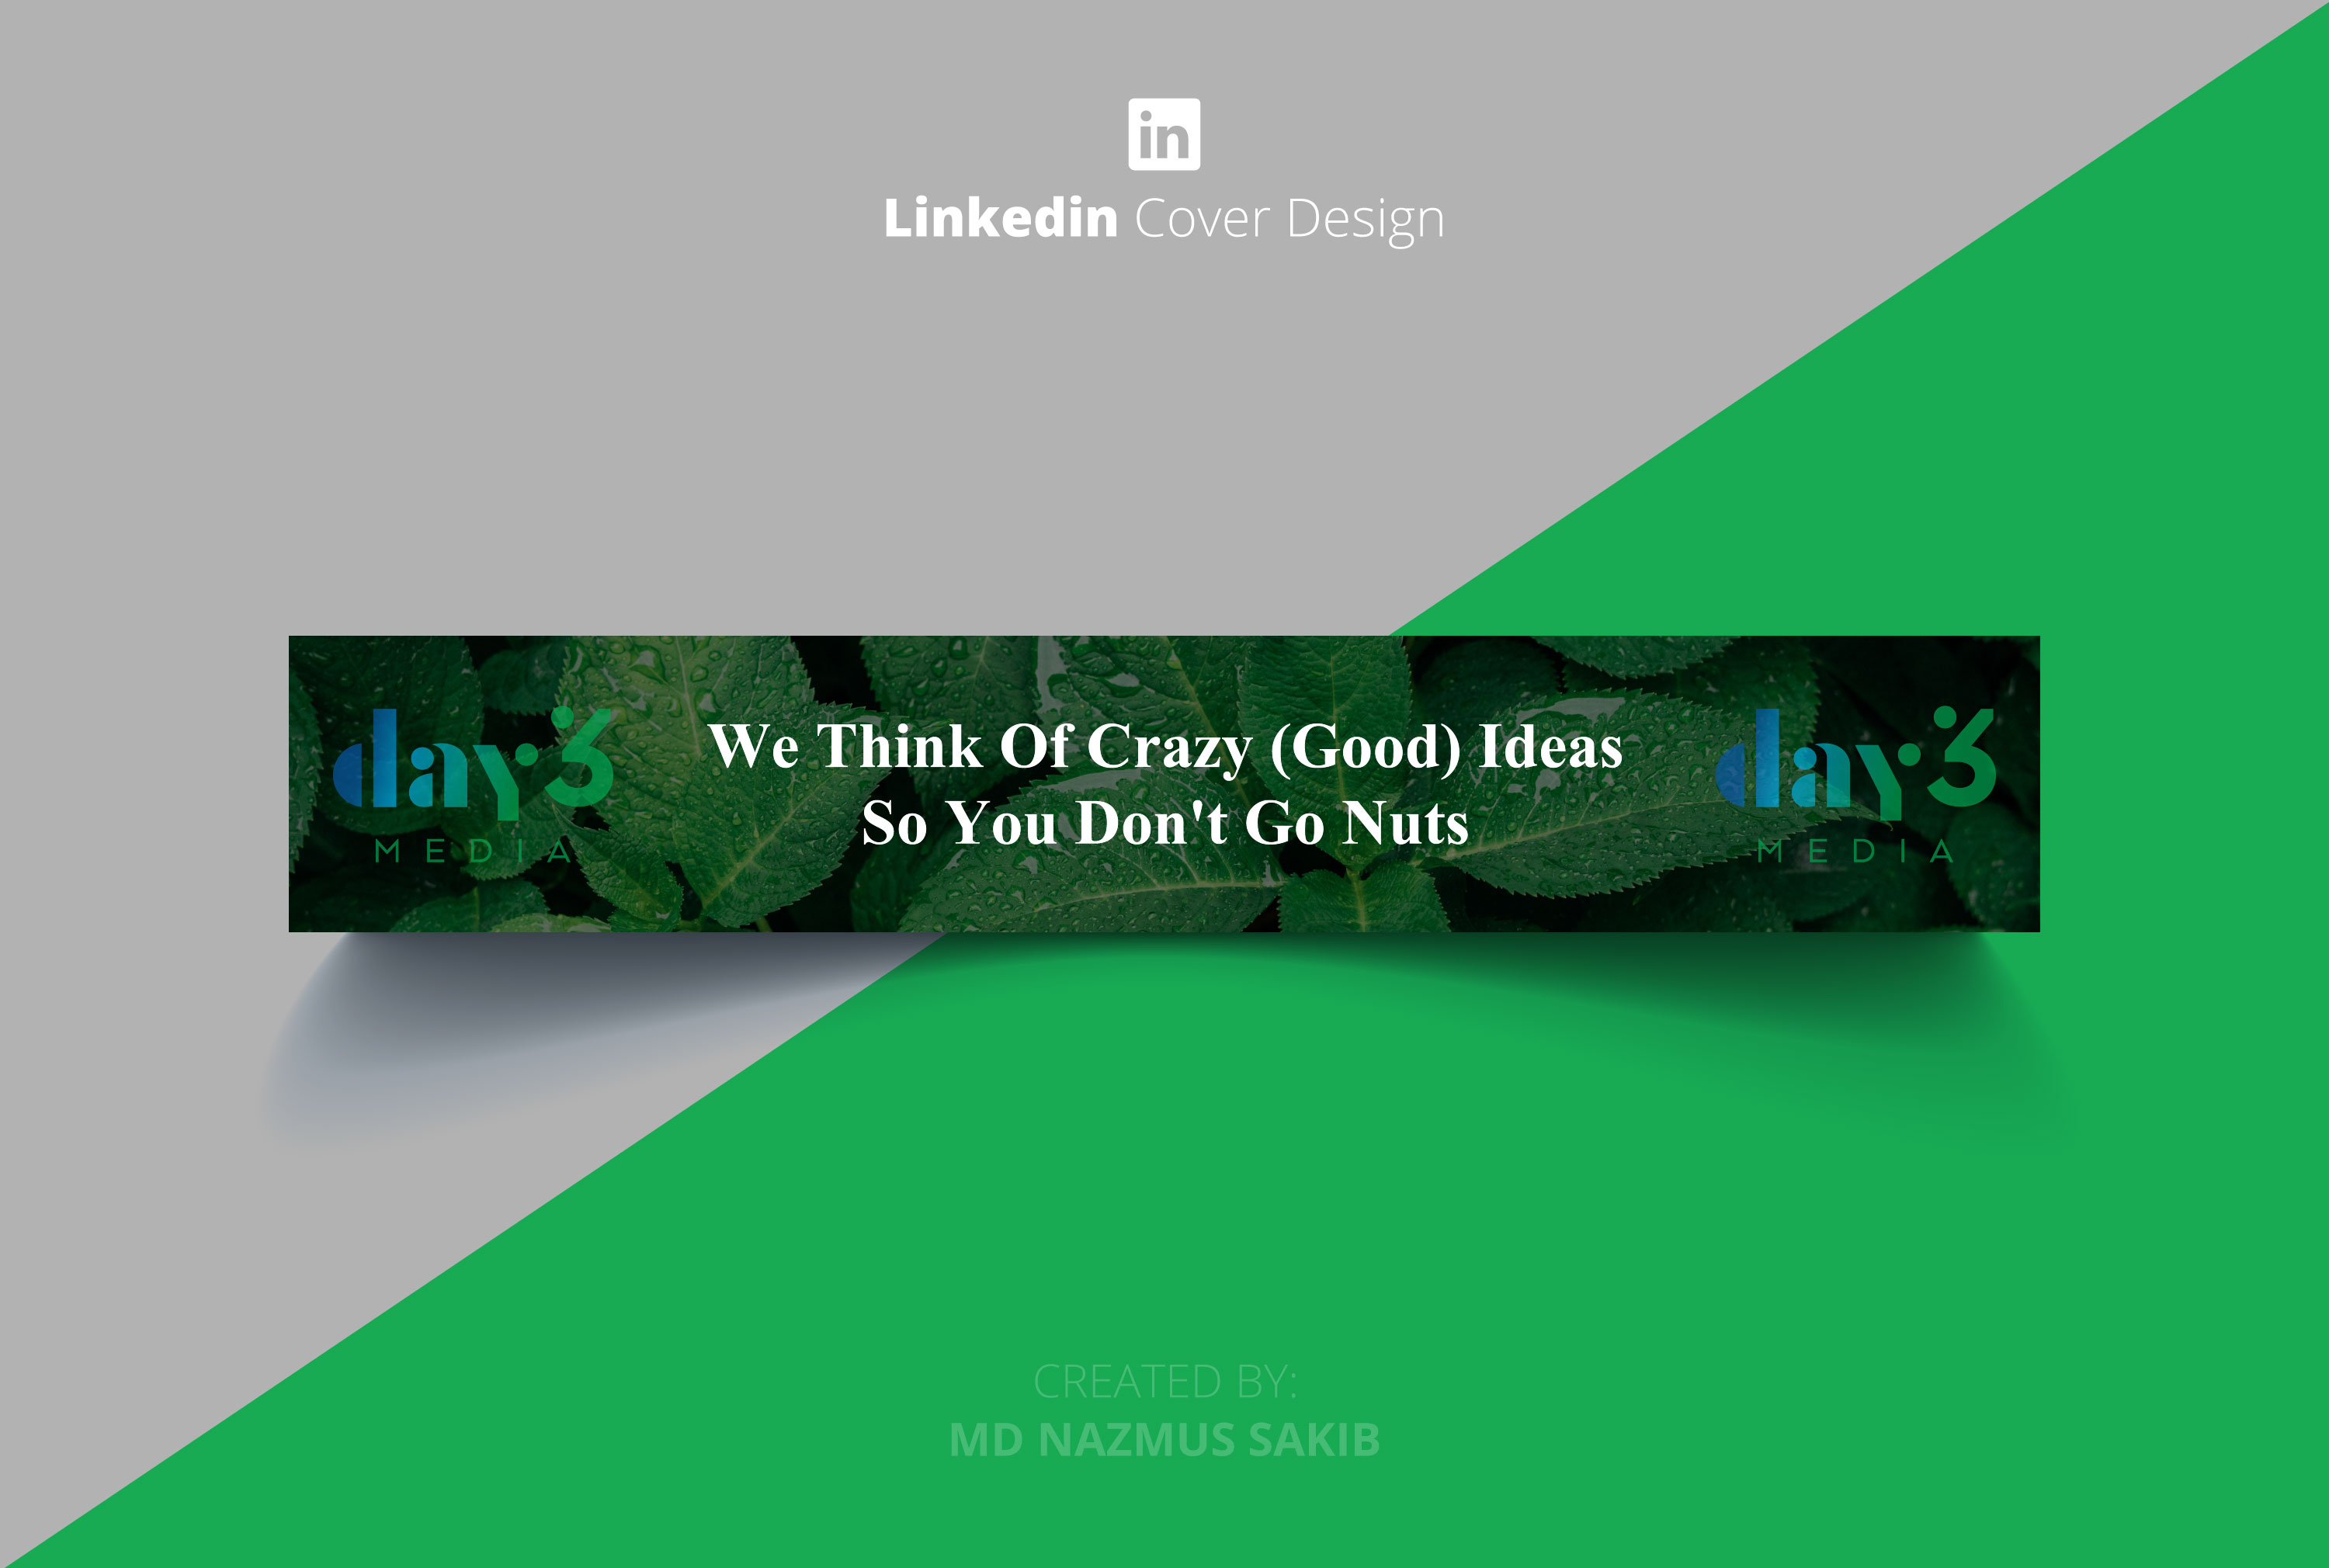 in
Linkedin Cover Design
day3
MEDIA
We Think Of Crazy (Good) Ideas
So You Don't Go Nuts
day3
MEDIA
CREATED BY:
MD NAZMUS SAKIB